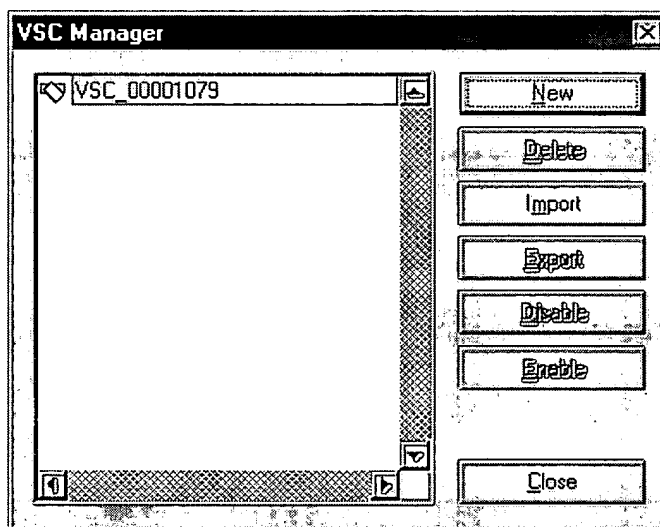 VSC Manager
VSC_00001079
New
Delete
Import
Export
Disable
Enable
Close